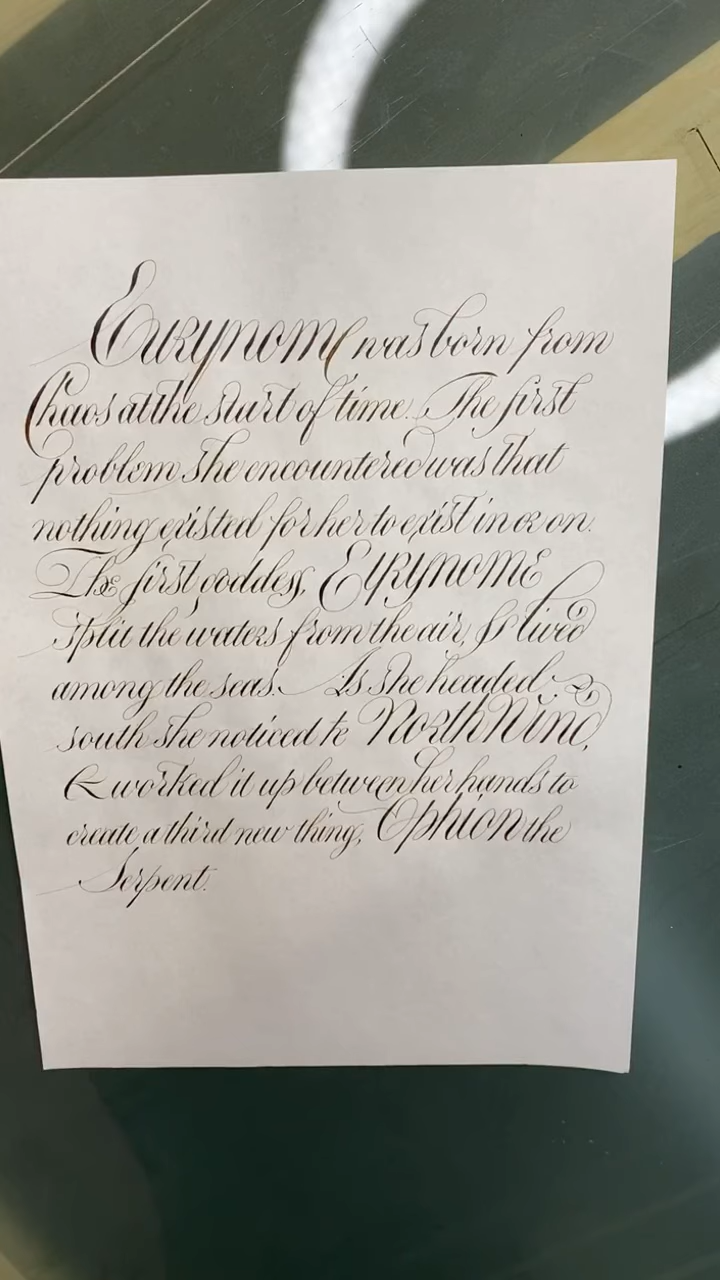 Eurynome was born from
Chaos at the start of time. The first
problem she encountered was that
nothing existed for her to exist in or on.
The first goddess, EURYNOME
split the waters from the air, & lived
among the seas. As she headed
south she noticed the North Wind,
& worked it up between her hands to
create a third new thing, Ophion the
Serpent.